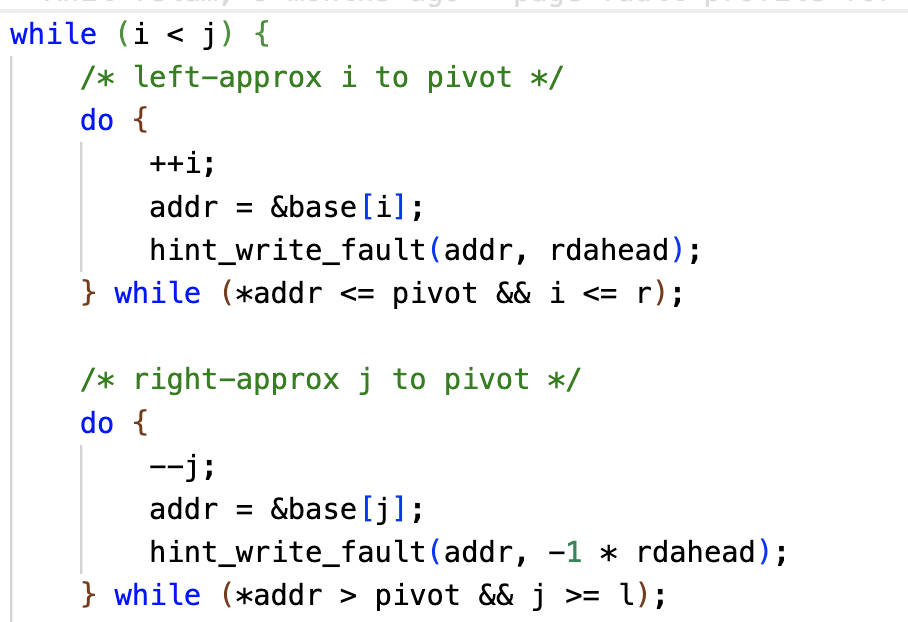 while (i < j) {
/* left-approx i to pivot */
do {
++i;
addr = &base[i];
hint_write_fault(addr, rdahead);
} while (*addr <= pivot && i <= r);
/* right-approx j to pivot */
do {
--j;
addr = &base[j];
hint_write_fault(addr, -1 * rdahead);
} while (*addr > pivot && j >= l);